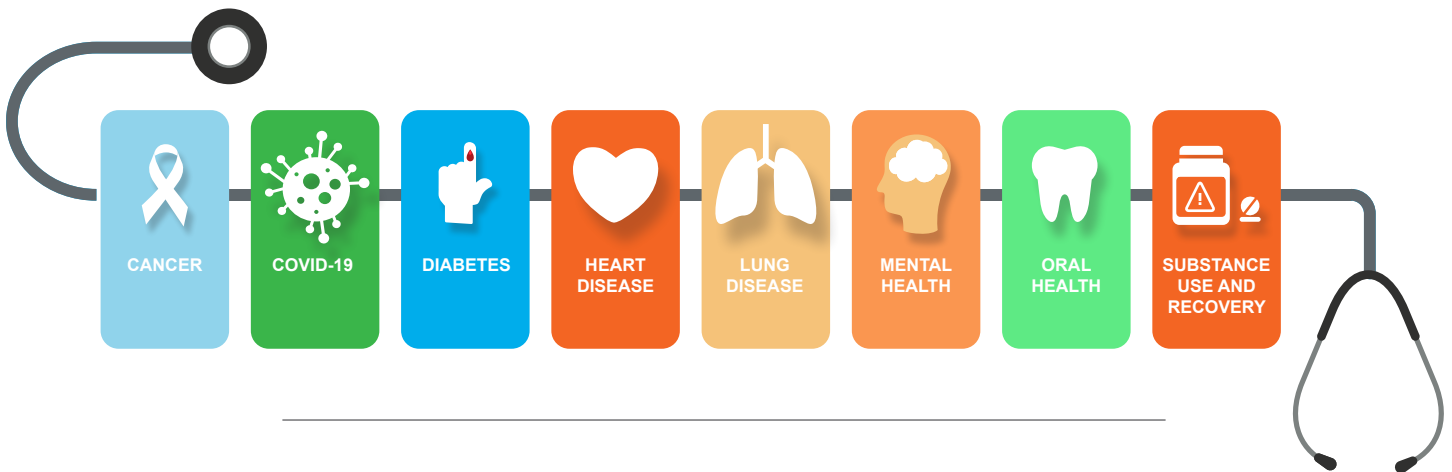 CANCER
COVID-19
DIABETES
HEART
DISEASE
LUNG
DISEASE
MENTAL
HEALTH
ORAL
HEALTH
SUBSTANCE
USE AND
RECOVERY